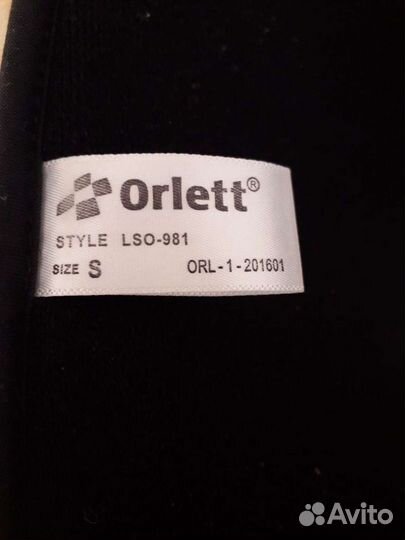 Orlett®
STYLE LSO-981
SIZE S ORL-1-201601
Avito